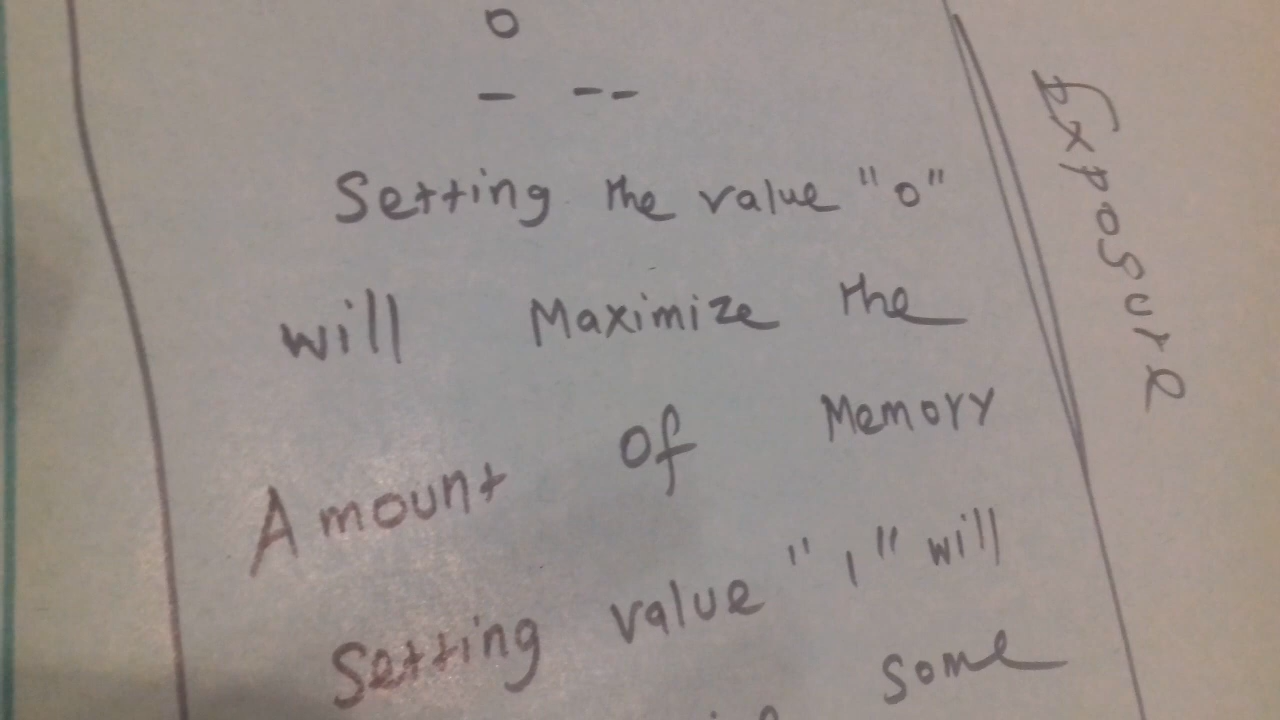 0
- --
Setting the value "0"
will Maximize the
Amount of Memory
Setting value "1" will
some
Exposure